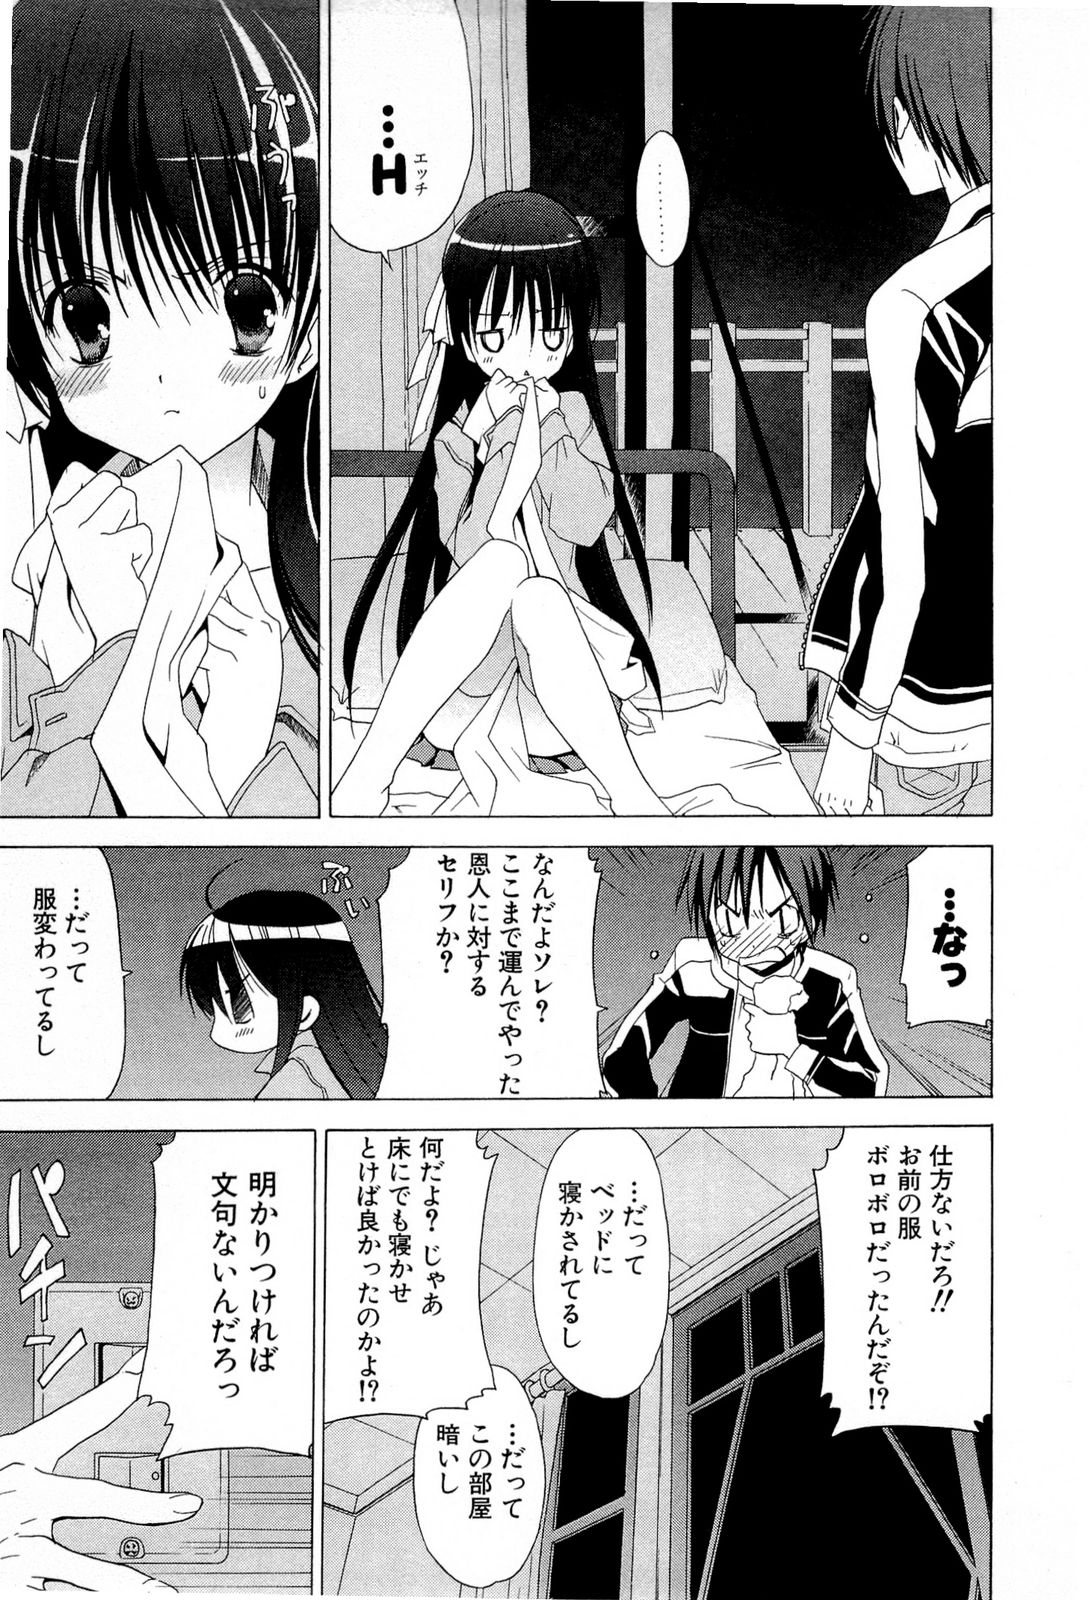 ………
…H
エッチ
ぷぅっ
…なっ
なんだよソレ？
ここまで運んでやった
恩人に対する
セリフか？
ぷい
…だって
服変わってるし
仕方ないだろ!!
お前の服
ボロボロだったんだぞ!?
…だって
ベッドに
寝かされてるし
何だよ？じゃあ
床にでも寝かせ
とけば良かったのかよ!?
…だって
この部屋
暗いし
明かりつければ
文句ないんだろっ
パチン